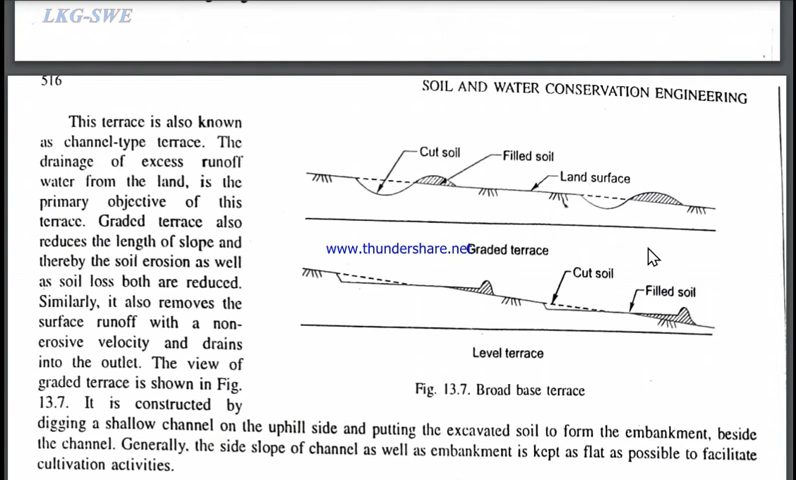 LKG-SWE
516
SOIL AND WATER CONSERVATION ENGINEERING
This terrace is also known
as channel-type terrace. The
drainage of excess runoff
water from the land, is the
primary objective of this
terrace. Graded terrace also
reduces the length of slope and
thereby the soil erosion as well
as soil loss both are reduced.
Similarly, it also removes the
surface runoff with a non-
erosive velocity and drains
into the outlet. The view of
graded terrace is shown in Fig.
13.7. It is constructed by
digging a shallow channel on the uphill side and putting the excavated soil to form the embankment, beside
the channel. Generally, the side slope of channel as well as embankment is kept as flat as possible to facilitate
cultivation activities.
Cut soil
Filled soil
Land surface
www.thundershare.net
Graded terrace
Cut soil
Filled soil
Level terrace
Fig. 13.7. Broad base terrace